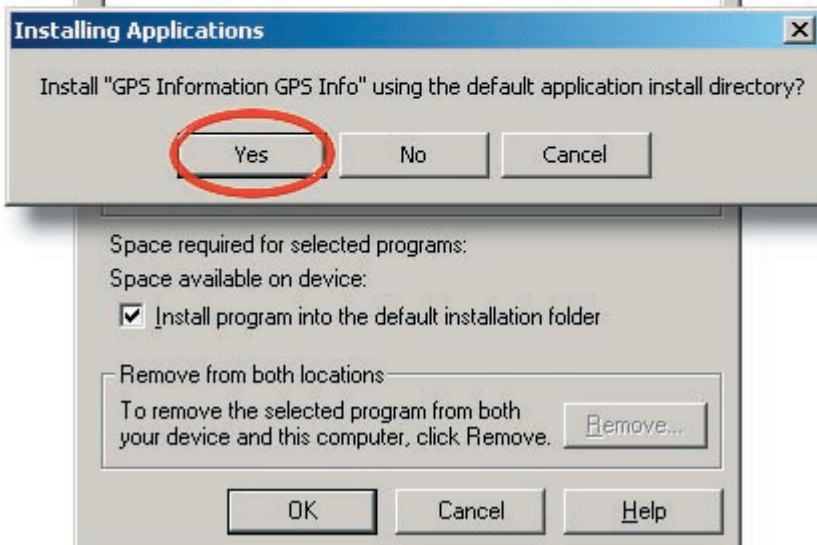 Installing Applications
Install "GPS Information GPS Info" using the default application install directory?
Yes No Cancel
Space required for selected programs:
Space available on device:
Install program into the default installation folder
Remove from both locations
To remove the selected program from both
your device and this computer, click Remove.
Remove...
OK Cancel Help